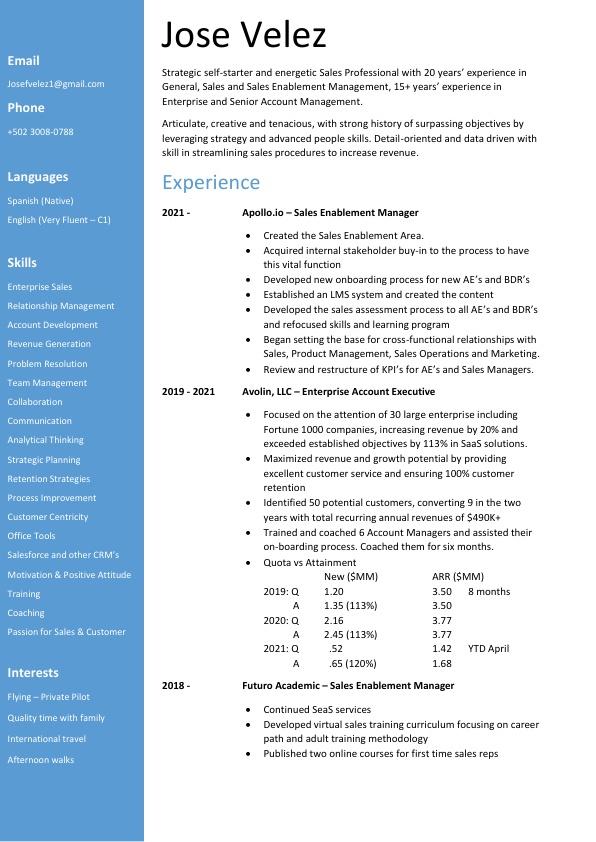 Email
Josefvelez1@gmail.com
Phone
+502 3008-0788
Languages
Spanish (Native)
English (Very Fluent – C1)
Skills
Enterprise Sales
Relationship Management
Account Development
Revenue Generation
Problem Resolution
Team Management
Collaboration
Communication
Analytical Thinking
Strategic Planning
Retention Strategies
Process Improvement
Customer Centricity
Office Tools
Salesforce and other CRM's
Motivation & Positive Attitude
Training
Coaching
Passion for Sales & Customer
Interests
Flying – Private Pilot
Quality time with family
International travel
Afternoon walks
Jose Velez
Strategic self-starter and energetic Sales Professional with 20 years' experience in
General, Sales and Sales Enablement Management, 15+ years' experience in
Enterprise and Senior Account Management.
Articulate, creative and tenacious, with strong history of surpassing objectives by
leveraging strategy and advanced people skills. Detail-oriented and data driven with
skill in streamlining sales procedures to increase revenue.
Experience
2021 - Apollo.io – Sales Enablement Manager
• Created the Sales Enablement Area.
• Acquired internal stakeholder buy-in to the process to have
this vital function
• Developed new onboarding process for new AE's and BDR's
• Established an LMS system and created the content
• Developed the sales assessment process to all AE's and BDR's
and refocused skills and learning program
• Began setting the base for cross-functional relationships with
Sales, Product Management, Sales Operations and Marketing.
• Review and restructure of KPI's for AE's and Sales Managers.
2019 - 2021 Avolin, LLC – Enterprise Account Executive
• Focused on the attention of 30 large enterprise including
Fortune 1000 companies, increasing revenue by 20% and
exceeded established objectives by 113% in SaaS solutions.
• Maximized revenue and growth potential by providing
excellent customer service and ensuring 100% customer
retention
• Identified 50 potential customers, converting 9 in the two
years with total recurring annual revenues of $490K+
• Trained and coached 6 Account Managers and assisted their
on-boarding process. Coached them for six months.
• Quota vs Attainment
New ($MM) ARR ($MM)
2019: Q 1.20 3.50 8 months
A 1.35 (113%) 3.50
2020: Q 2.16 3.77
A 2.45 (113%) 3.77
2021: Q .52 1.42 YTD April
A .65 (120%) 1.68
2018 - Futuro Academic – Sales Enablement Manager
• Continued SeaS services
• Developed virtual sales training curriculum focusing on career
path and adult training methodology
• Published two online courses for first time sales reps